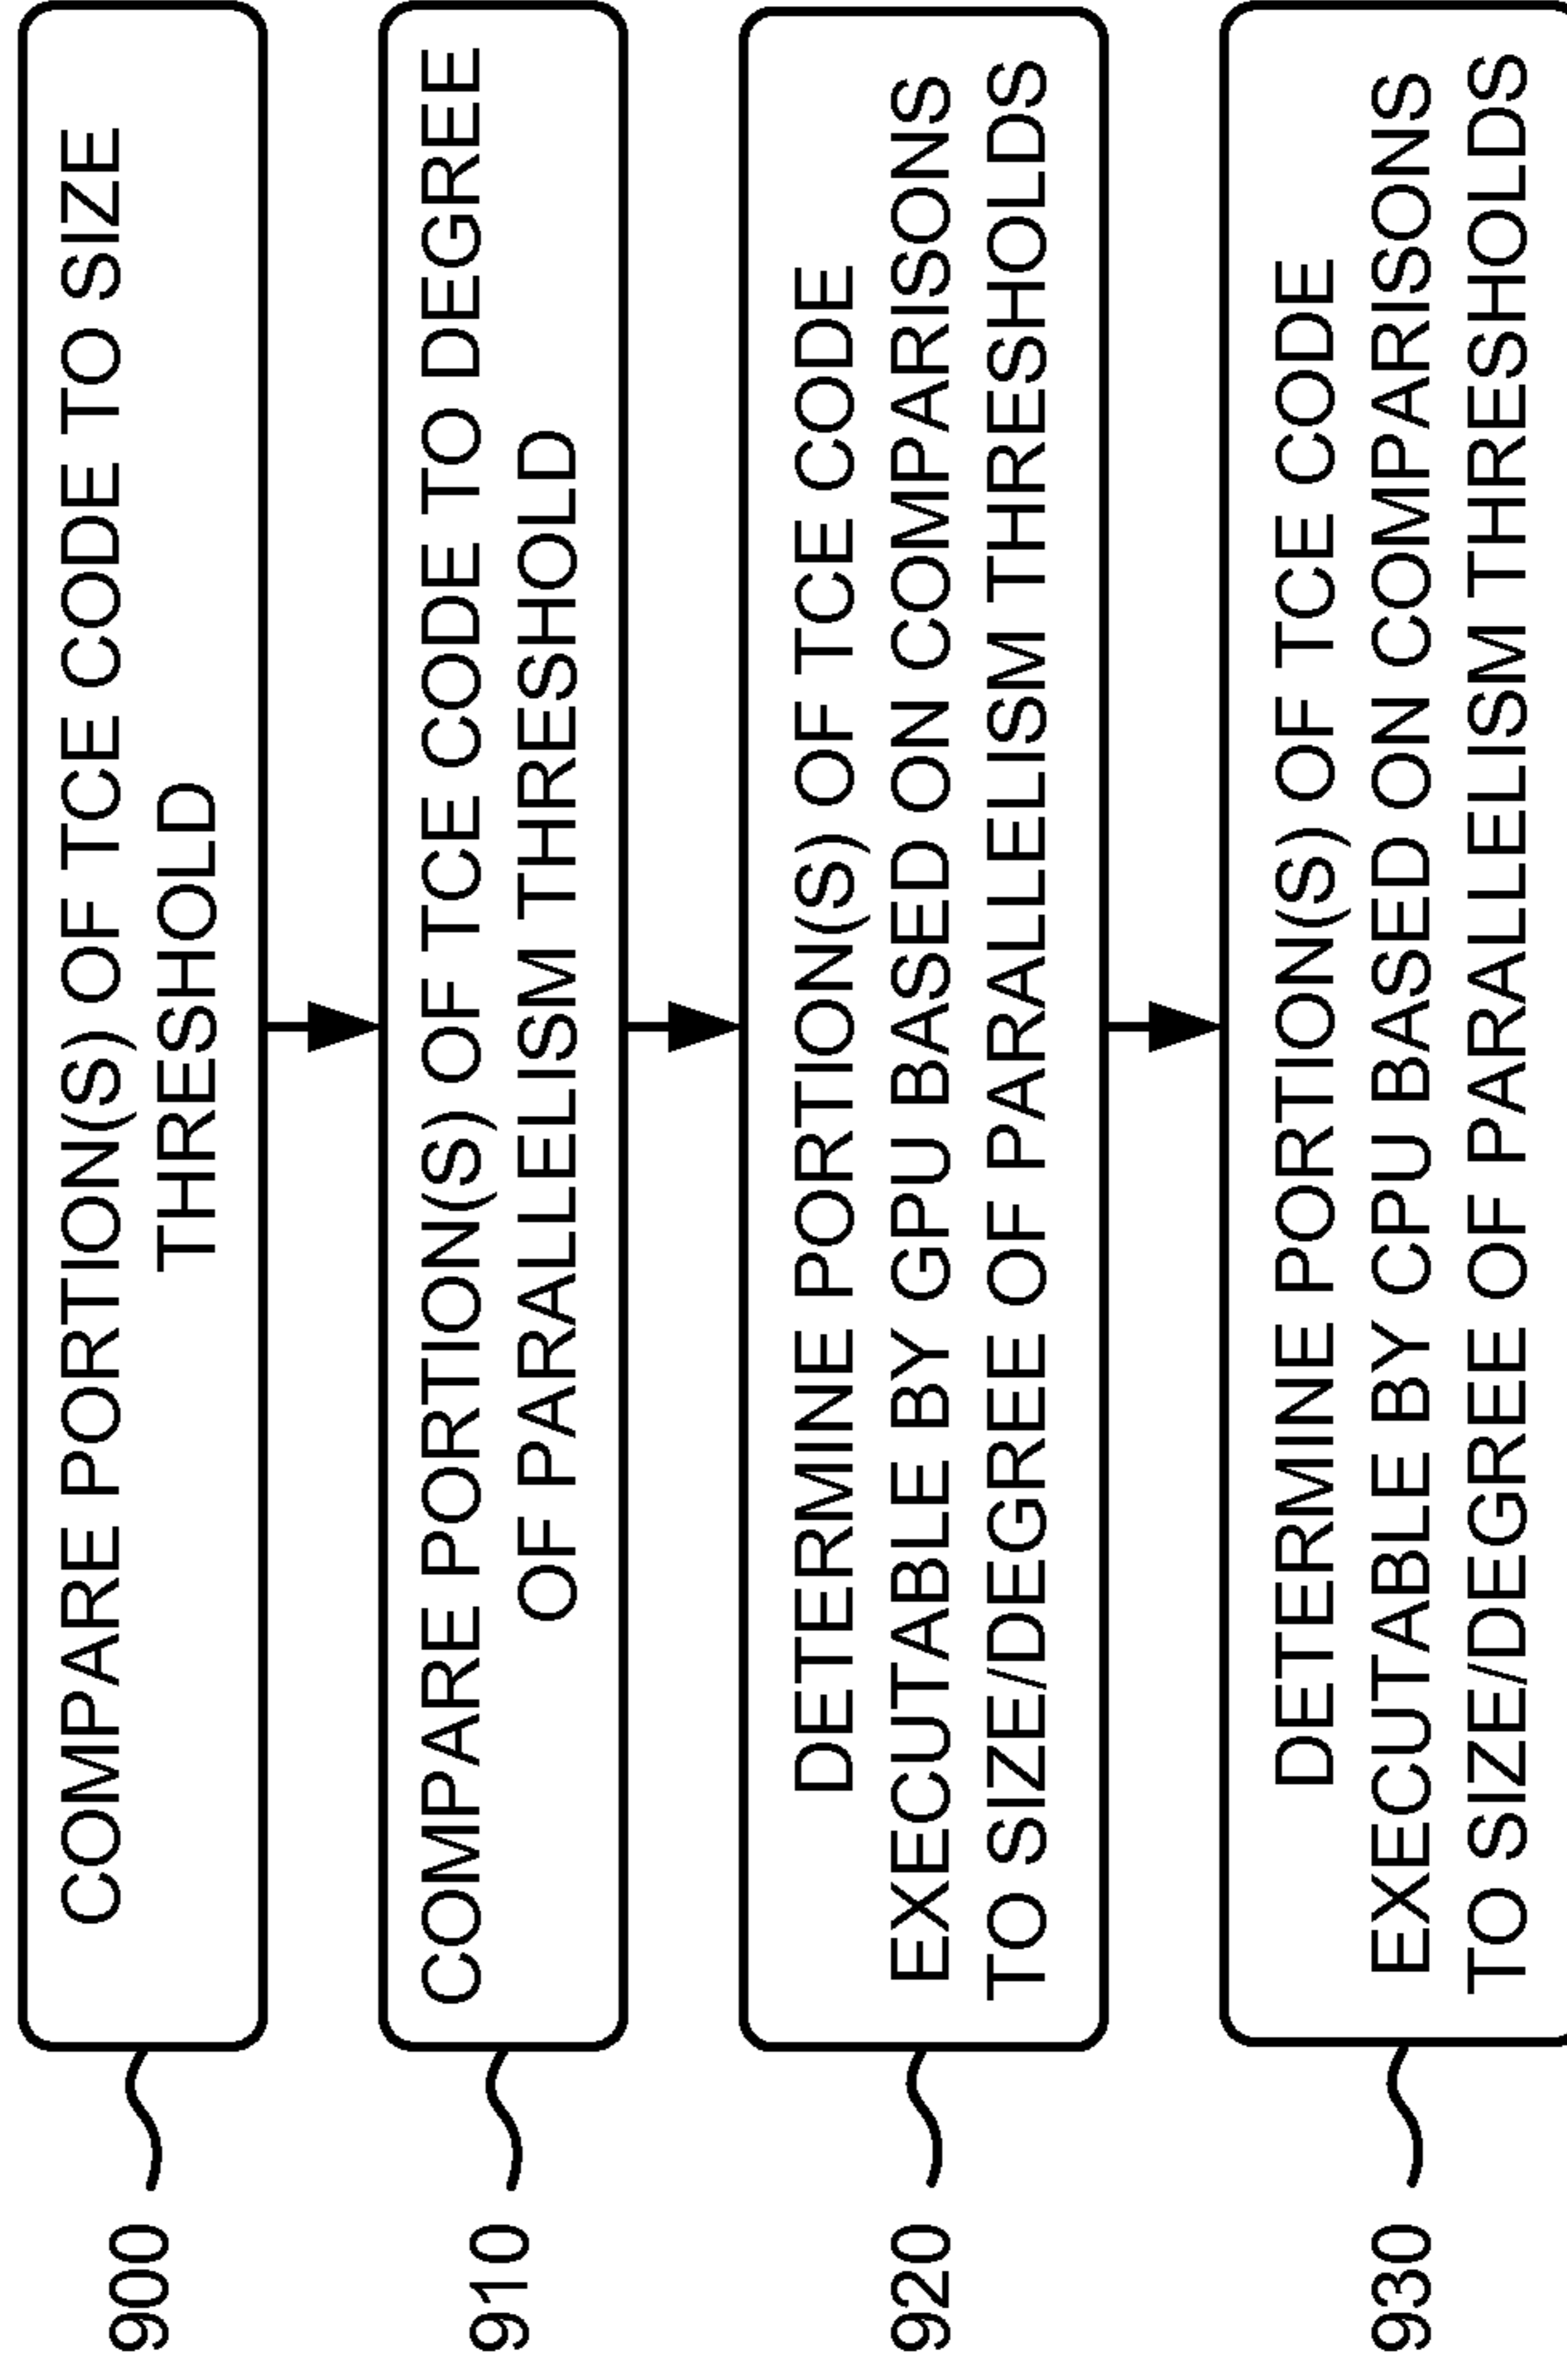 900
COMPARE PORTION(S) OF TCE CODE TO SIZE
THRESHOLD
910
COMPARE PORTION(S) OF TCE CODE TO DEGREE
OF PARALLELISM THRESHOLD
920
DETERMINE PORTION(S) OF TCE CODE
EXECUTABLE BY GPU BASED ON COMPARISONS
TO SIZE/DEGREE OF PARALLELISM THRESHOLDS
930
DETERMINE PORTION(S) OF TCE CODE
EXECUTABLE BY CPU BASED ON COMPARISONS
TO SIZE/DEGREE OF PARALLELISM THRESHOLDS